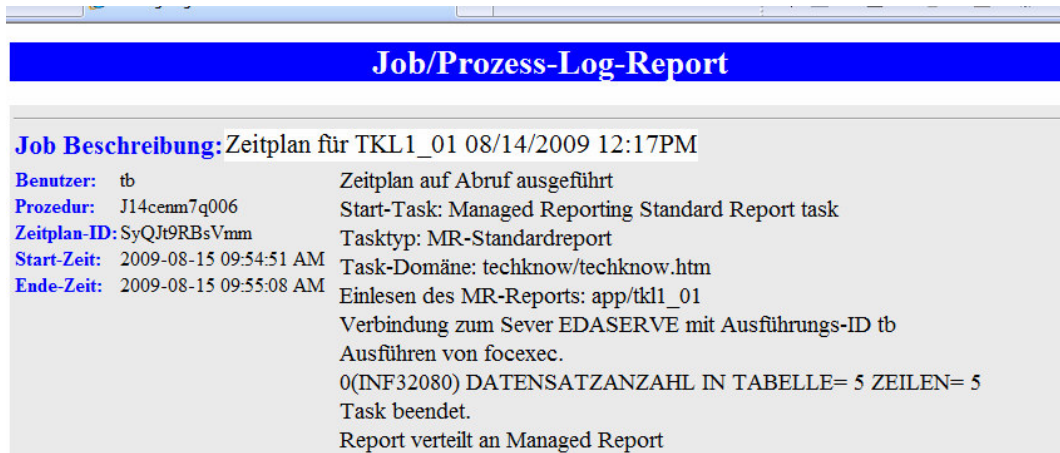 Job/Prozess-Log-Report
Job Beschreibung: Zeitplan für TKL1_01 08/14/2009 12:17PM
Benutzer: tb
Prozedur: J14cenm7q006
Zeitplan-ID: SyQJt9RBsVmm
Start-Zeit: 2009-08-15 09:54:51 AM
Ende-Zeit: 2009-08-15 09:55:08 AM
Zeitplan auf Abruf ausgeführt
Start-Task: Managed Reporting Standard Report task
Tasktyp: MR-Standardreport
Task-Domäne: techknow/techknow.htm
Einlesen des MR-Reports: app/tkl1_01
Verbindung zum Sever EDASERVE mit Ausführungs-ID tb
Ausführen von focexec.
0(INF32080) DATENSATZANZAHL IN TABELLE= 5 ZEILEN= 5
Task beendet.
Report verteilt an Managed Report